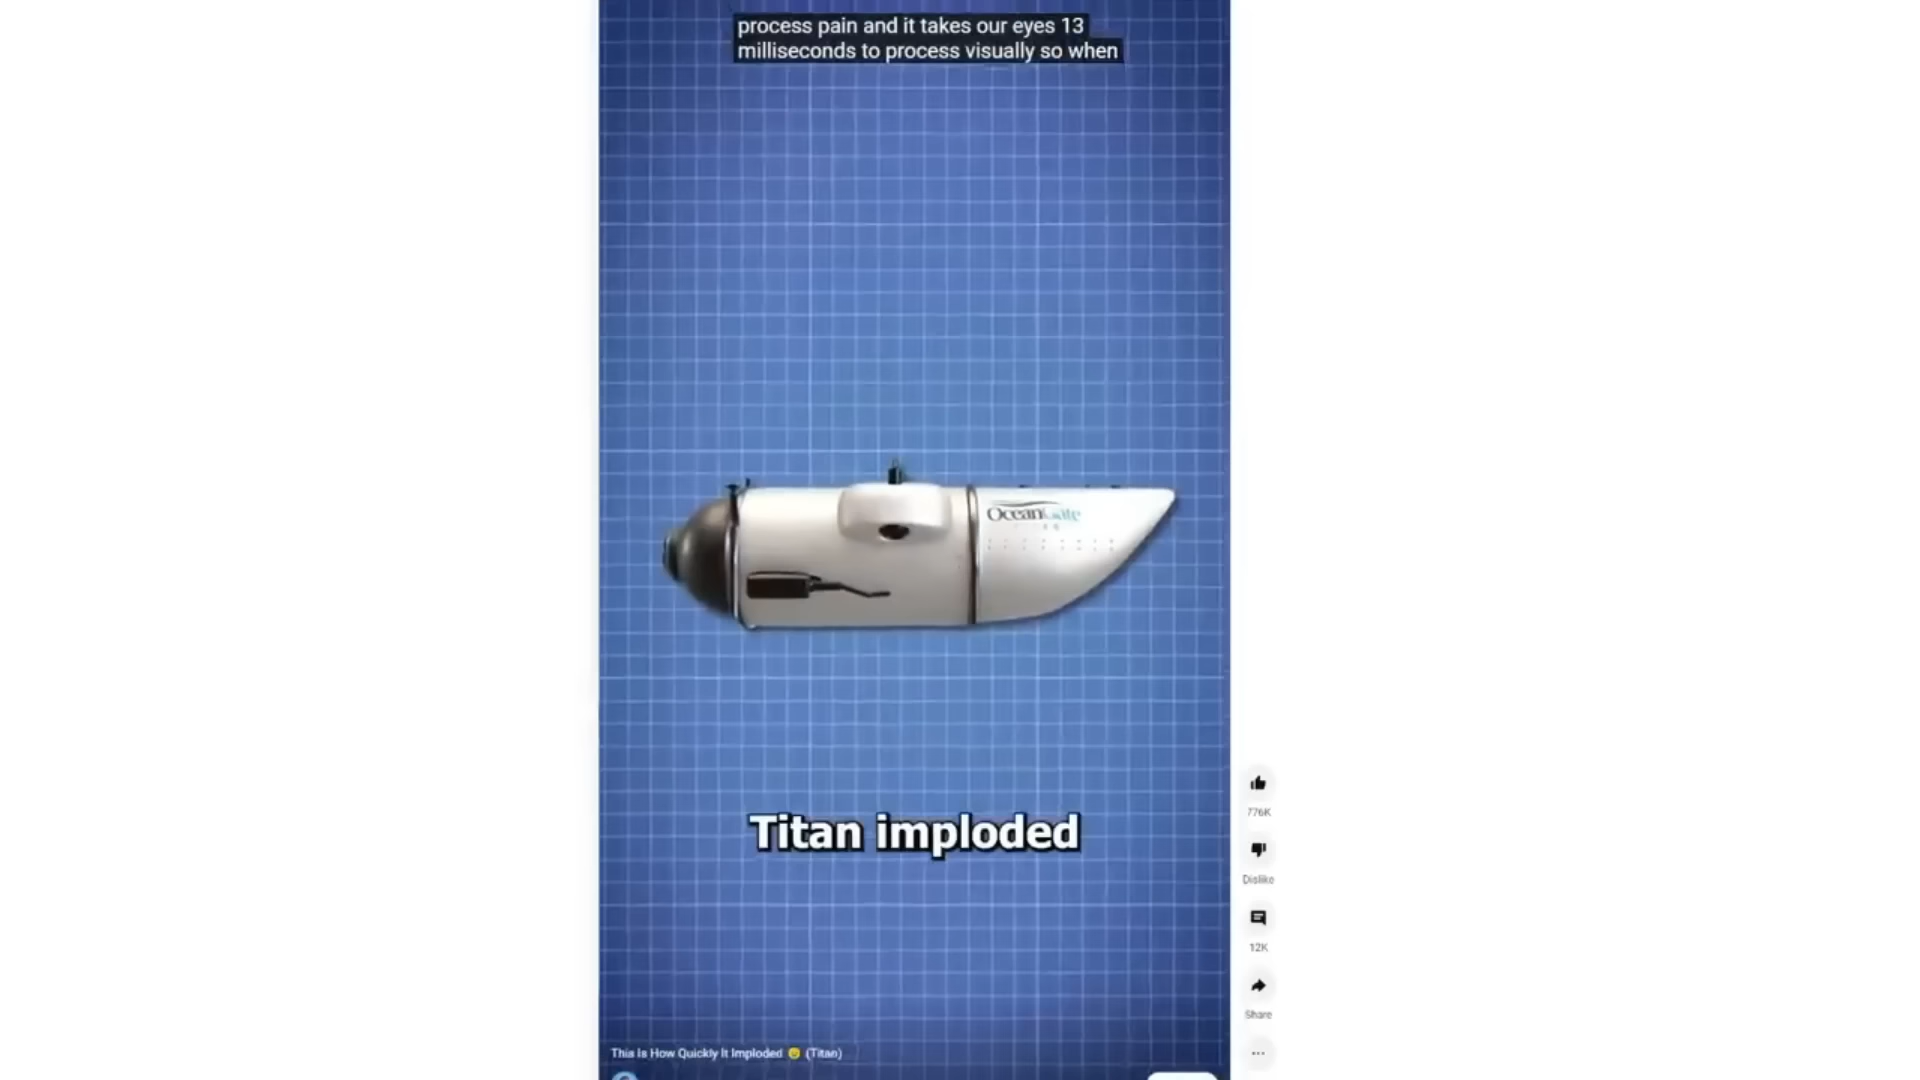 process pain and it takes our eyes 13
milliseconds to process visually so when
OceanGate
Titan imploded
776K
Dislike
12K
Share
This Is How Quickly It Imploded 😟 (Titan)